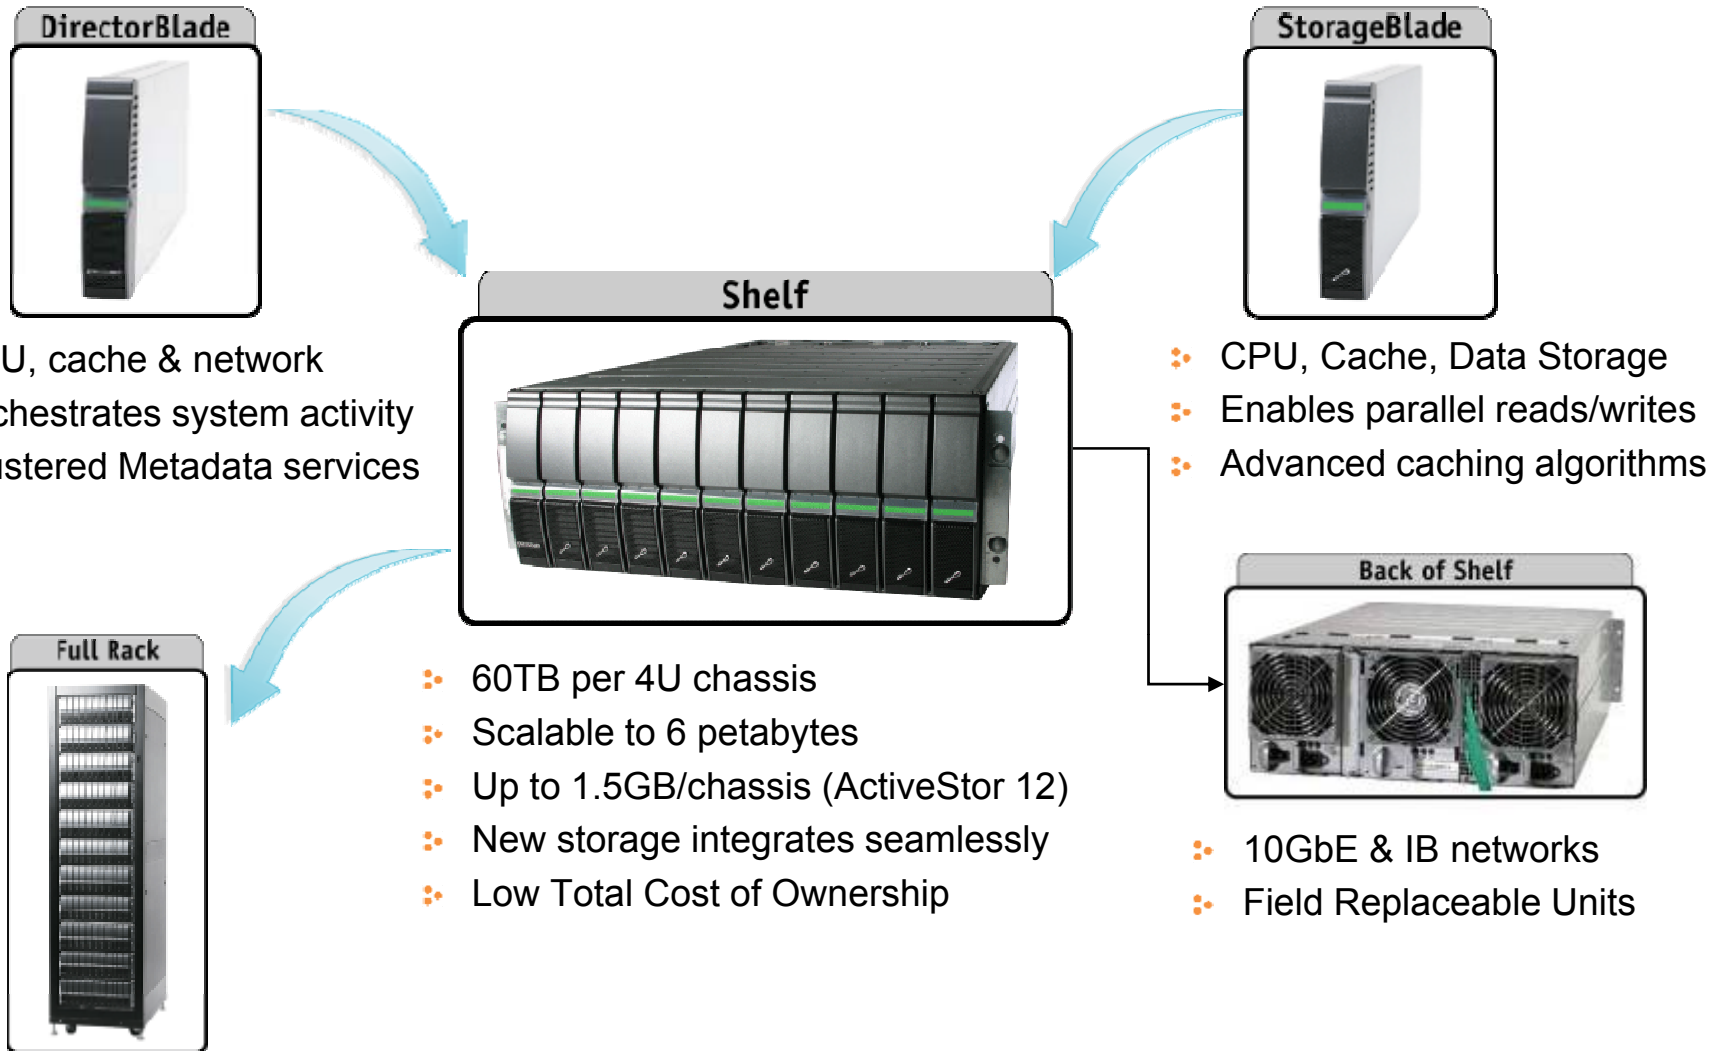 DirectorBlade
StorageBlade
U, cache & network
chestrates system activity
ustered Metadata services
Shelf
CPU, Cache, Data Storage
Enables parallel reads/writes
Advanced caching algorithms
Back of Shelf
Full Rack
60TB per 4U chassis
Scalable to 6 petabytes
Up to 1.5GB/chassis (ActiveStor 12)
New storage integrates seamlessly
Low Total Cost of Ownership
10GbE & IB networks
Field Replaceable Units